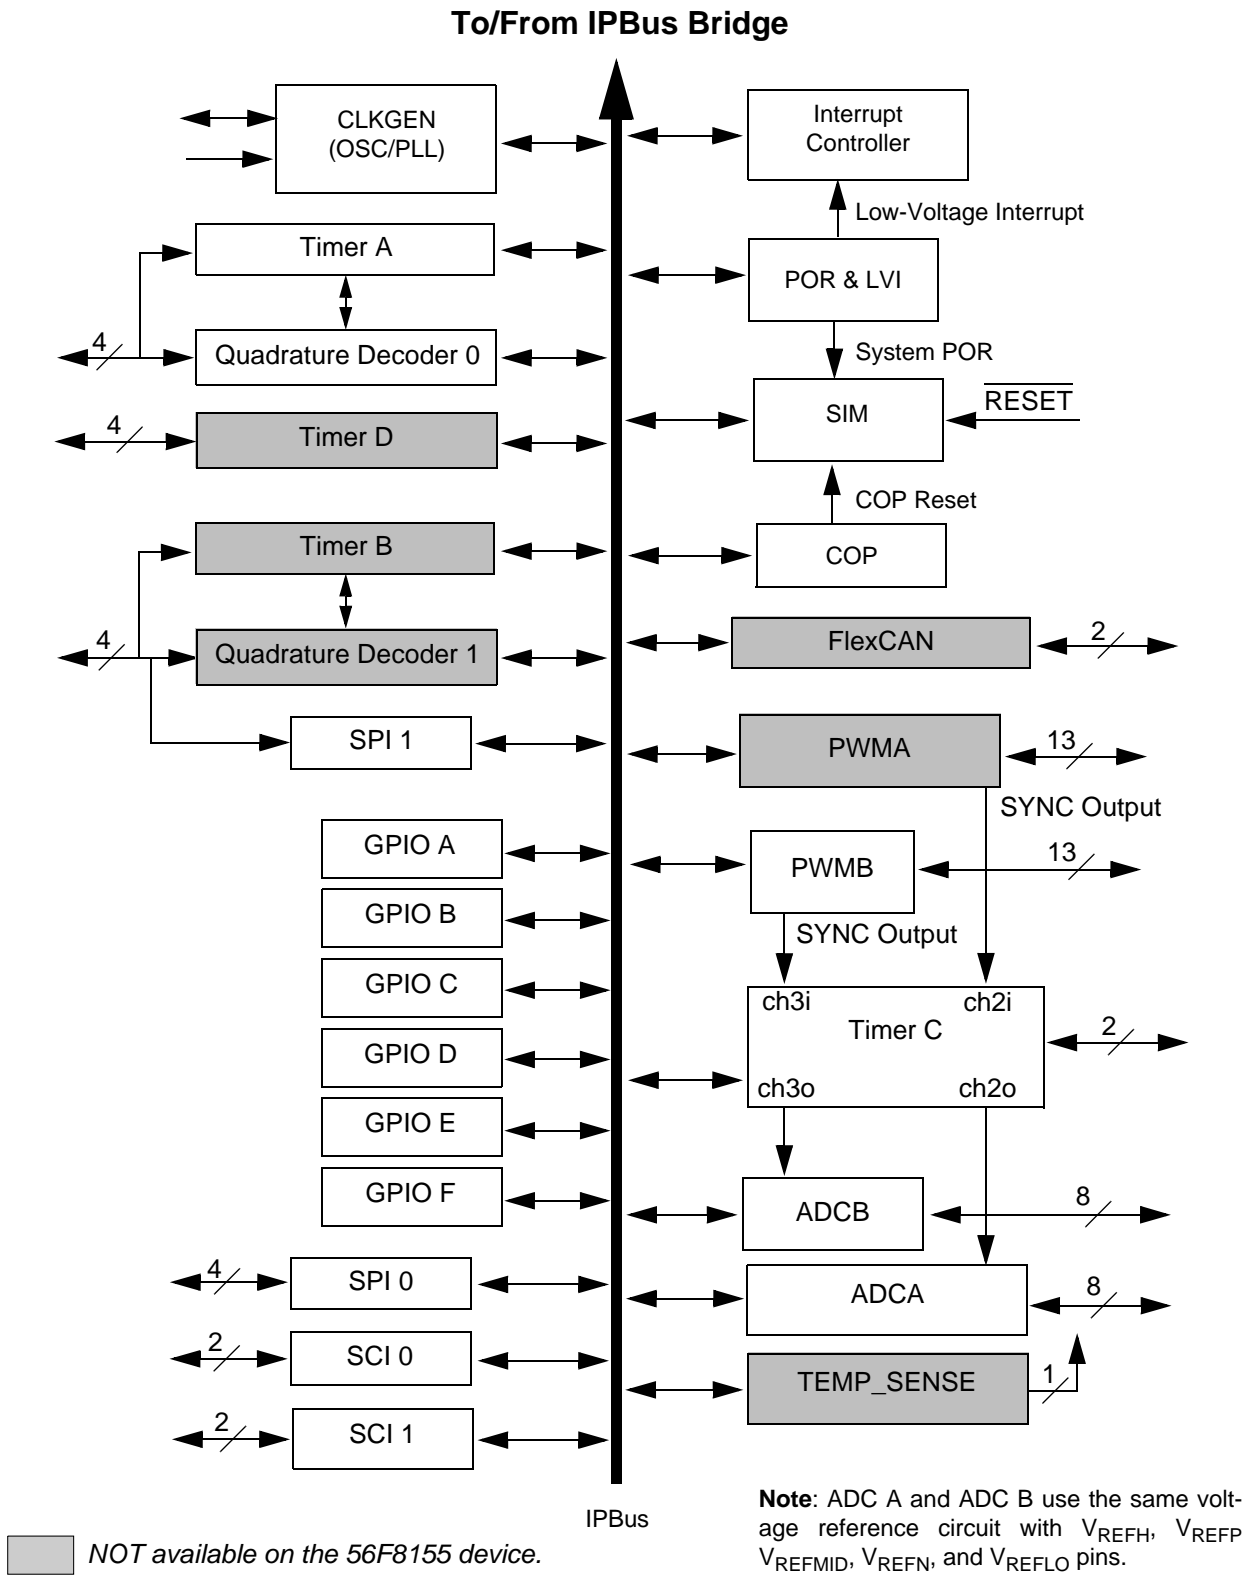 To/From IPBus Bridge
CLKGEN
(OSC/PLL)
Interrupt
Controller
Low-Voltage Interrupt
Timer A
POR & LVI
4
Quadrature Decoder 0
System POR
RESET
SIM
4
Timer D
COP Reset
Timer B
COP
4
Quadrature Decoder 1
FlexCAN
2
SPI 1
PWMA
13
SYNC Output
GPIO A
PWMB
13
GPIO B
SYNC Output
GPIO C
ch3i
ch2i
Timer C
2
GPIO D
ch3o
ch2o
GPIO E
GPIO F
ADCB
8
4
SPI 0
ADCA
8
2
SCI 0
TEMP_SENSE
1
2
SCI 1
IPBus
Note: ADC A and ADC B use the same volt-
age reference circuit with VREFH, VREFP
VREFMID, VREFN, and VREFLO pins.
NOT available on the 56F8155 device.